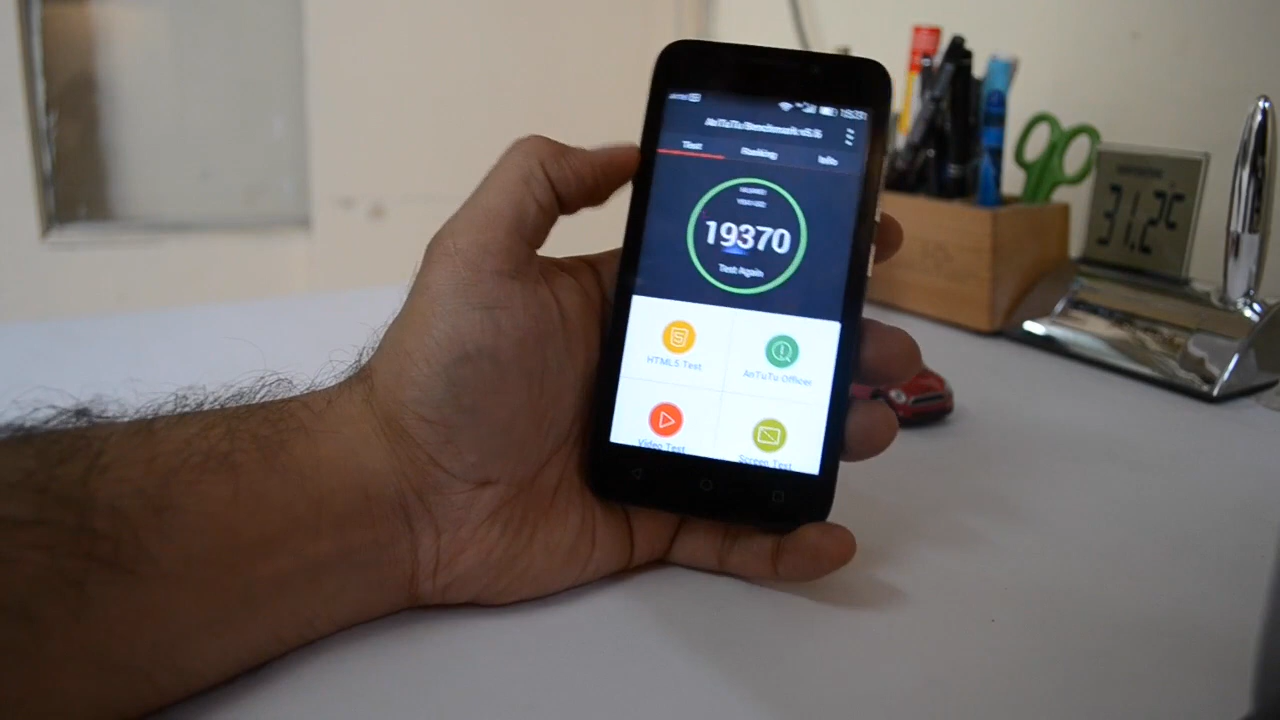 AnTuTu Benchmark v5.6
Test
Ranking
Info
HUAWEI
19370
Test Again
HTML5 Test
AnTuTu Officer
Video Test
Screen Test
31.2°C